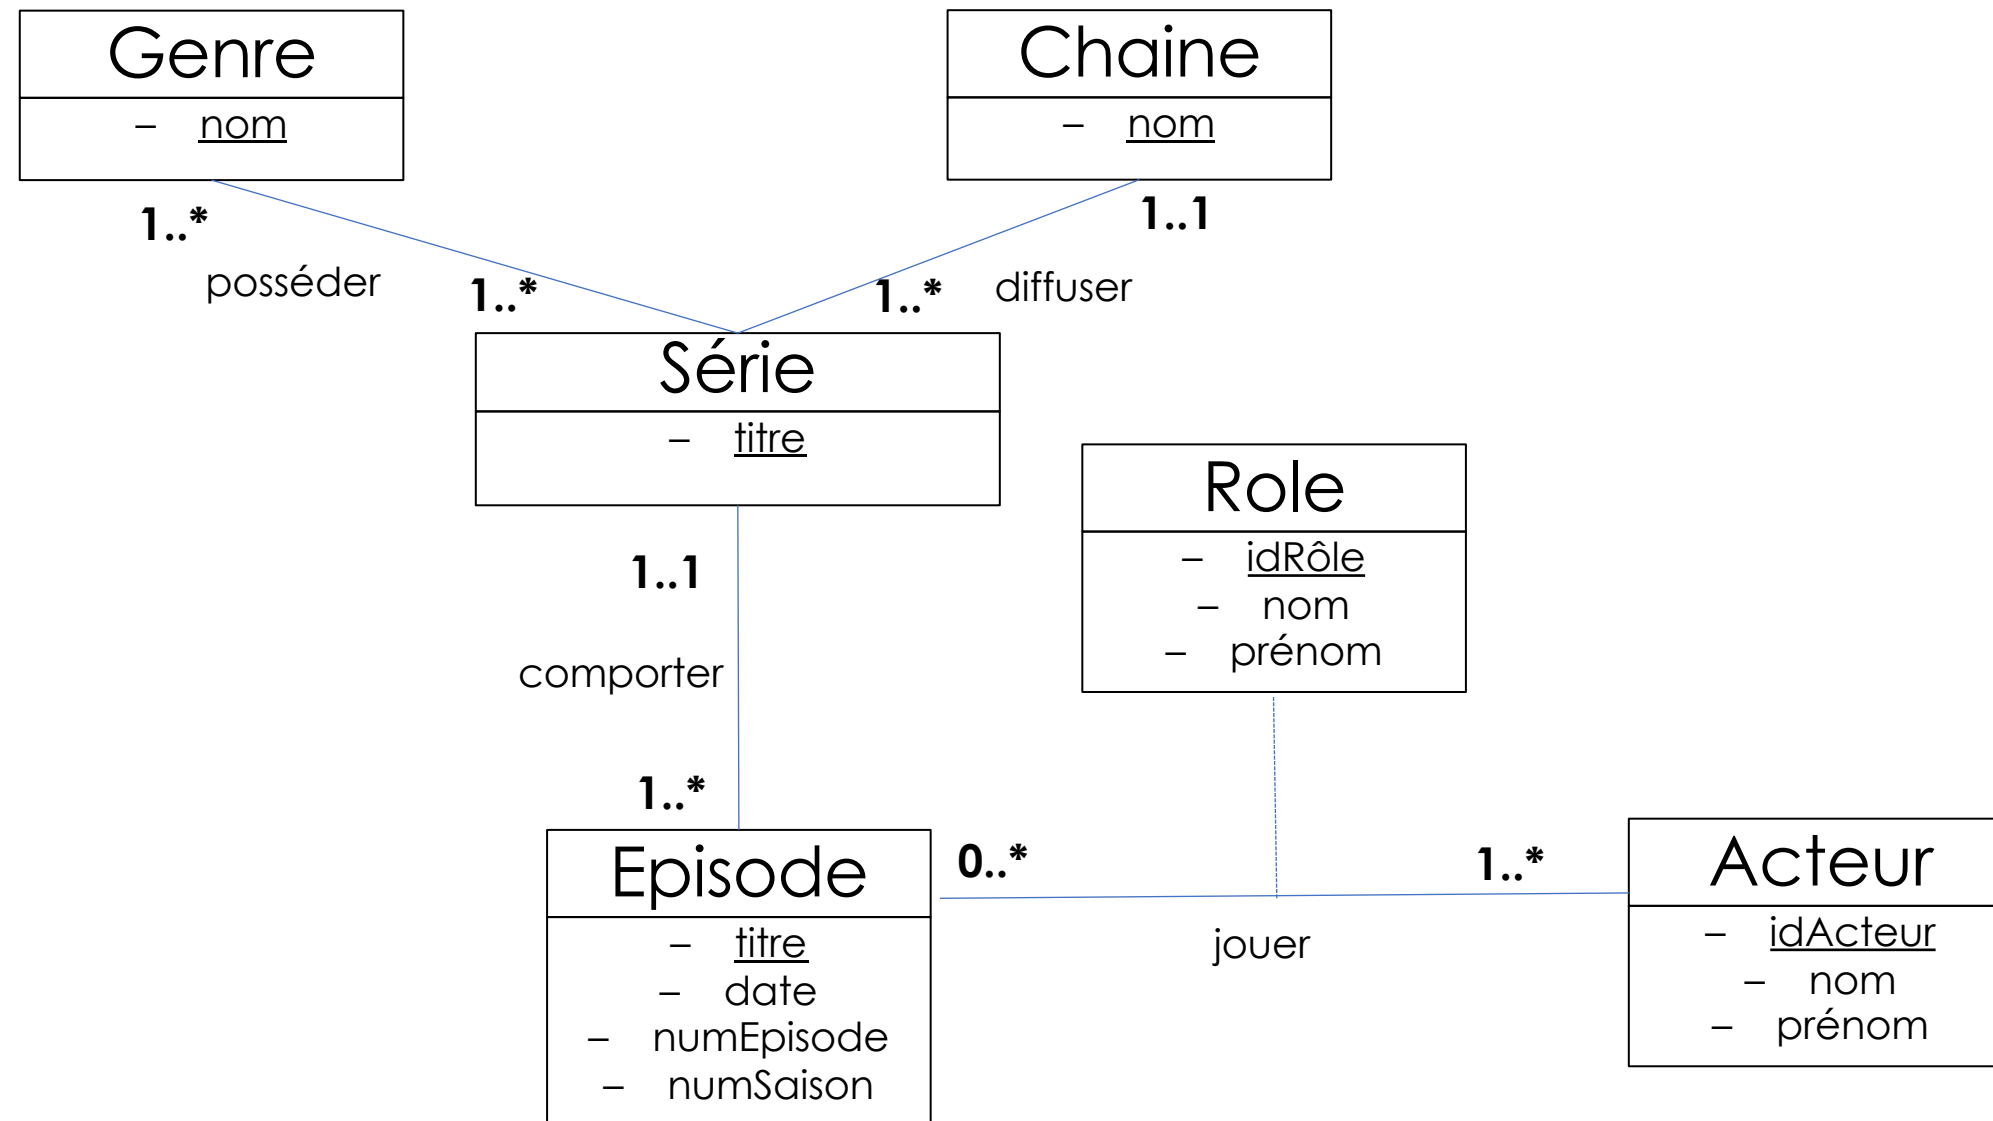 Genre
– nom
Chaine
– nom
1..*
1..1
posséder
1..*
1..*
diffuser
Série
– titre
Role
– idRôle
– nom
– prénom
1..1
comporter
1..*
Episode
– titre
– date
– numEpisode
– numSaison
0..*
1..*
jouer
Acteur
– idActeur
– nom
– prénom